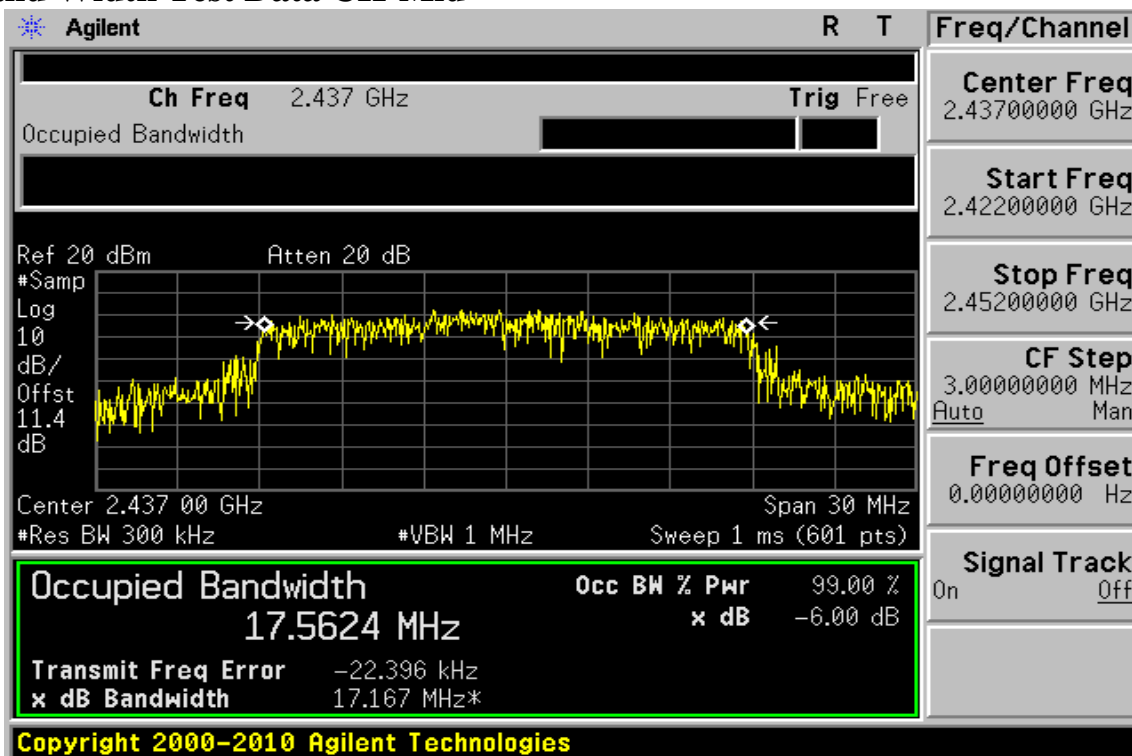 Agilent R T
Ch Freq 2.437 GHz Trig Free
Occupied Bandwidth
Ref 20 dBm Atten 20 dB
#Samp
Log
10
dB/
Offst
11.4
dB
Center 2.437 00 GHz Span 30 MHz
#Res BW 300 kHz #VBW 1 MHz Sweep 1 ms (601 pts)
Occupied Bandwidth Occ BW % Pwr 99.00 %
17.5624 MHz x dB -6.00 dB
Transmit Freq Error -22.396 kHz
x dB Bandwidth 17.167 MHz*
Copyright 2000-2010 Agilent Technologies
Freq/Channel
Center Freq
2.43700000 GHz
Start Freq
2.42200000 GHz
Stop Freq
2.45200000 GHz
CF Step
3.00000000 MHz
Auto Man
Freq Offset
0.00000000 Hz
Signal Track
On Off